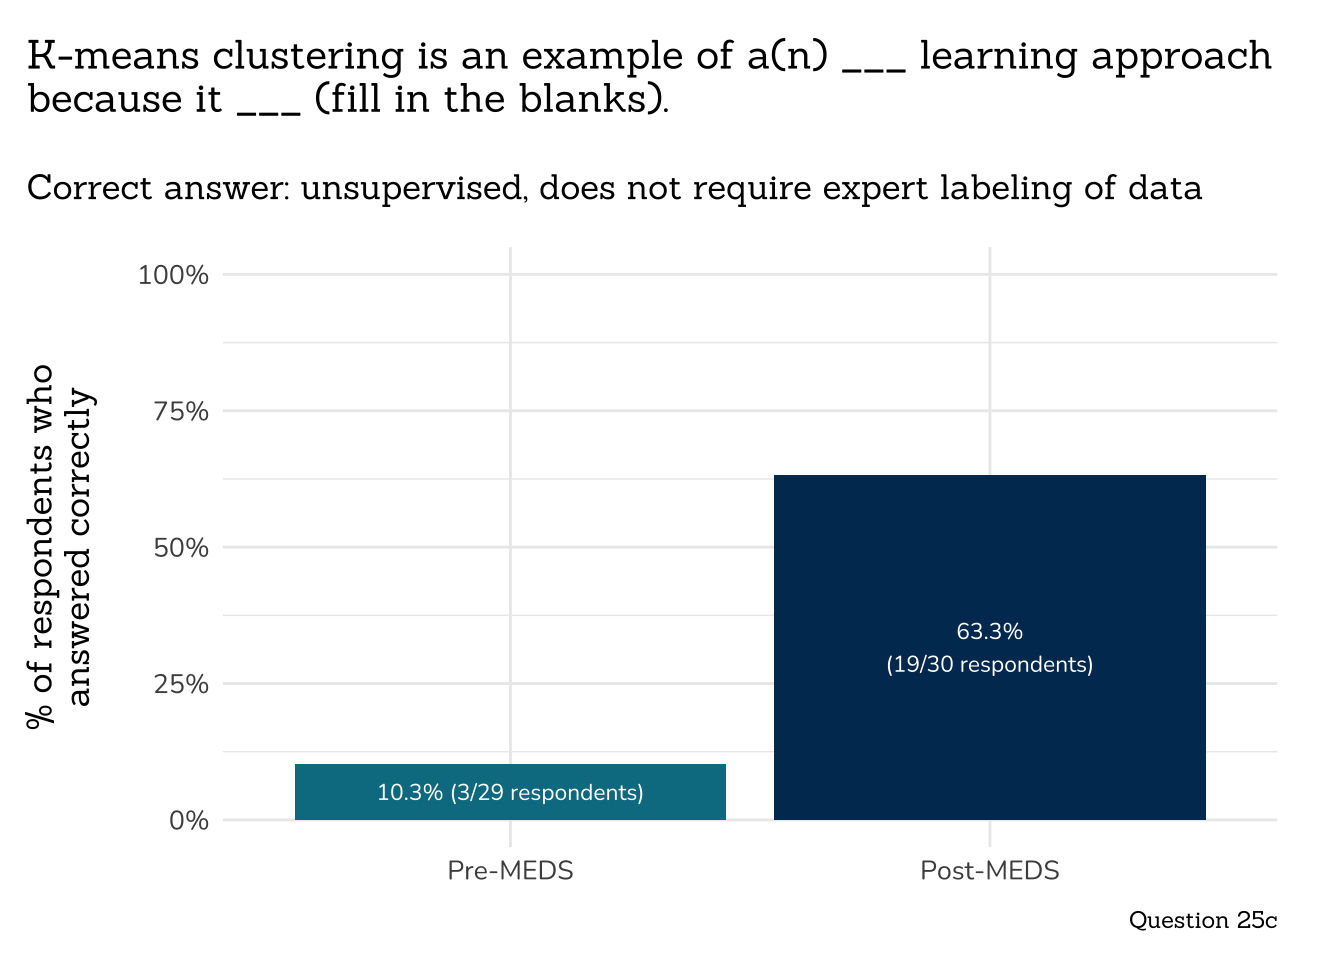 K-means clustering is an example of a(n) ___ learning approach
because it ___ (fill in the blanks).
Correct answer: unsupervised, does not require expert labeling of data
% of respondents who
answered correctly
100%
75%
50%
25%
0%
63.3%
(19/30 respondents)
10.3% (3/29 respondents)
Pre-MEDS
Post-MEDS
Question 25c